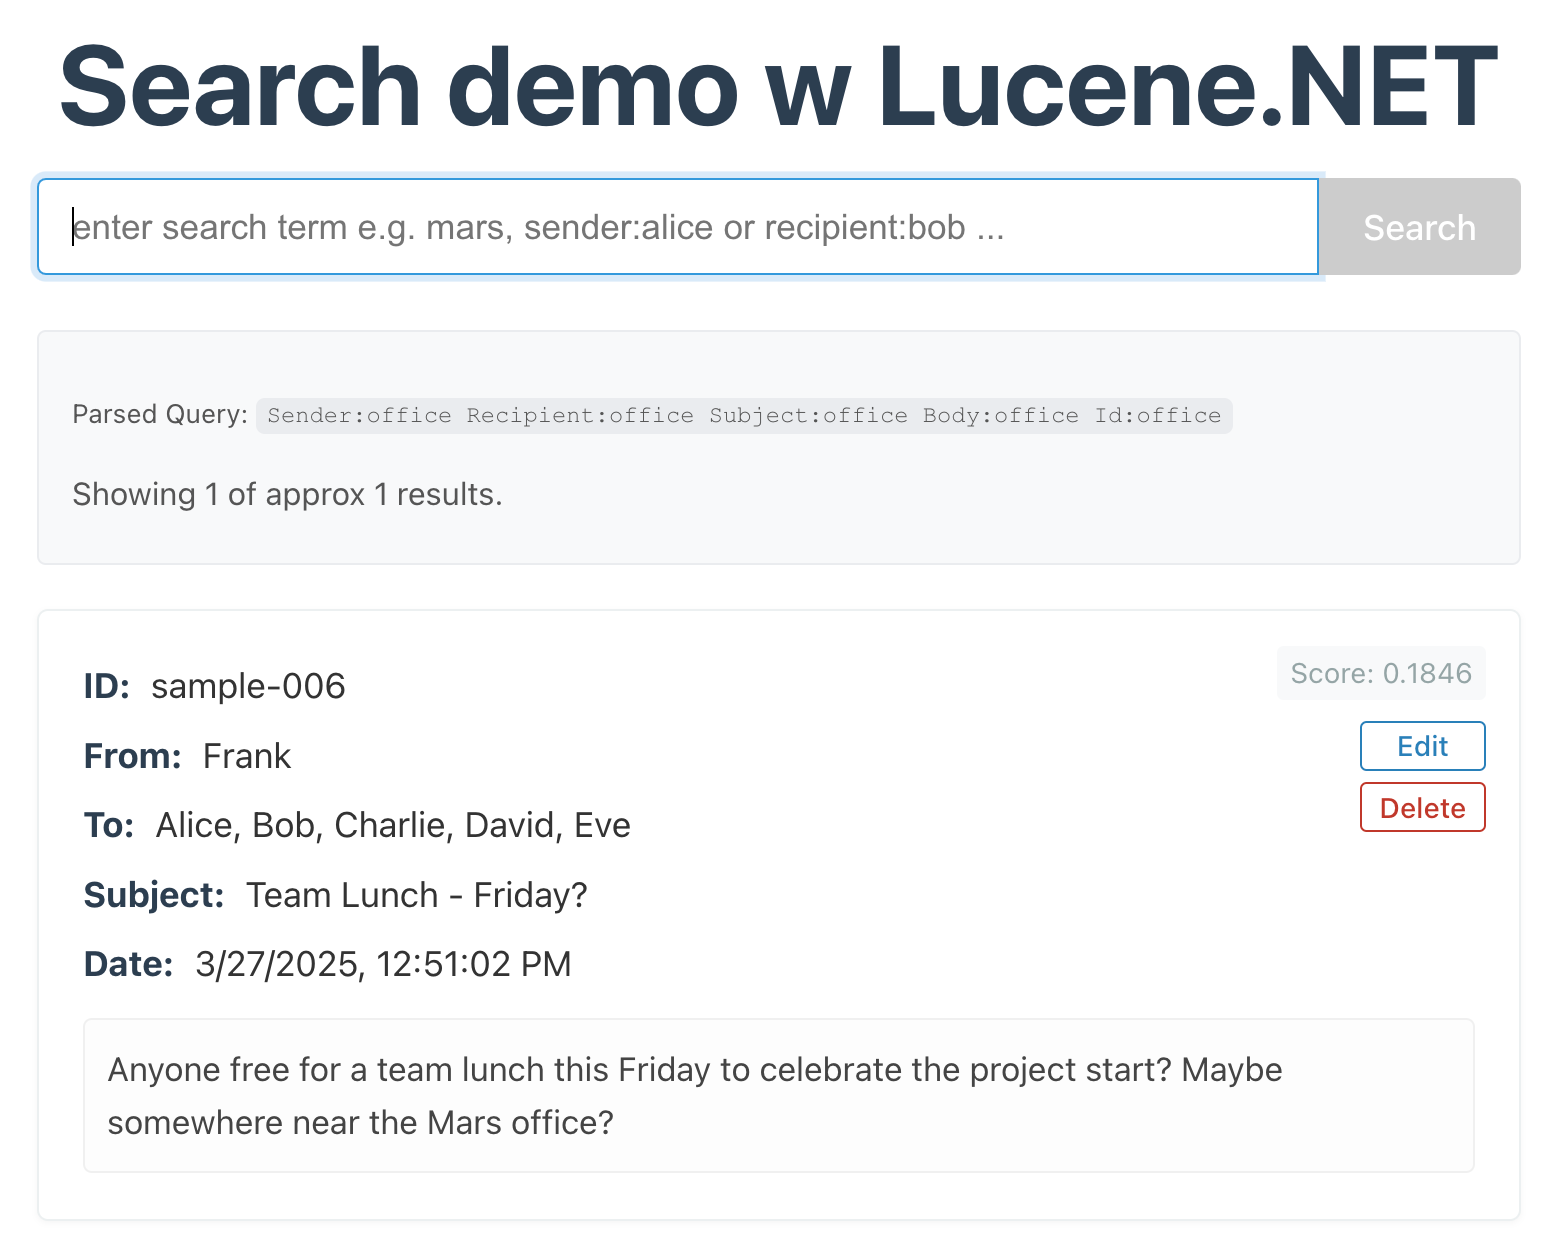 Search demo w Lucene.NET
enter search term e.g. mars, sender:alice or recipient:bob ...
Search
Parsed Query: Sender:office Recipient:office Subject:office Body:office Id:office
Showing 1 of approx 1 results.
ID: sample-006
Score: 0.1846
From: Frank
Edit
To: Alice, Bob, Charlie, David, Eve
Delete
Subject: Team Lunch - Friday?
Date: 3/27/2025, 12:51:02 PM
Anyone free for a team lunch this Friday to celebrate the project start? Maybe
somewhere near the Mars office?